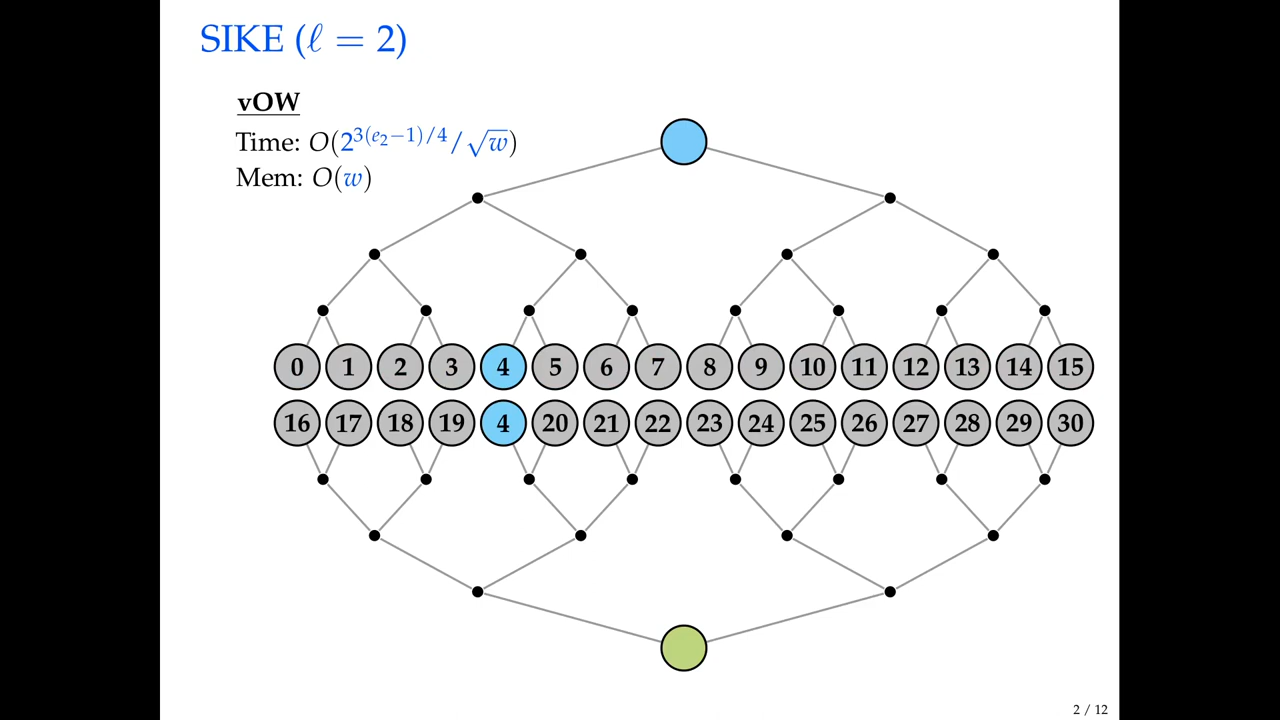 SIKE (ℓ = 2)
vOW
Time: O(2^{3(e_2−1)/4}/√w)
Mem: O(w)
0 1 2 3 4 5 6 7 8 9 10 11 12 13 14 15
16 17 18 19 4 20 21 22 23 24 25 26 27 28 29 30
2 / 12